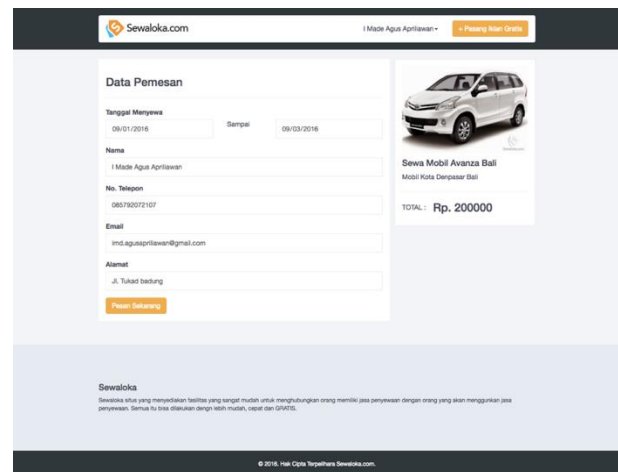 Sewaloka.com
I Made Agus Apriliawan
+ Pasang Iklan Gratis
Data Pemesan
Tanggal Menyewa
09/01/2016
Sampai
09/03/2016
Nama
I Made Agus Apriliawan
No. Telepon
085792072107
Email
imd.agusapriliawan@gmail.com
Alamat
Jl. Tukad badung
Pesan Sekarang
Sewa Mobil Avanza Bali
Mobil Kota Denpasar Bali
TOTAL : Rp. 200000
Sewaloka
Sewaloka situs yang menyediakan fasilitas yang sangat mudah untuk menghubungkan orang memiliki jasa penyewaan dengan orang yang akan menggunkan jasa
penyewaan. Semua itu bisa dilakukan dengn lebih mudah, cepat dan GRATIS.
© 2016. Hak Cipta Terpelihara Sewaloka.com.